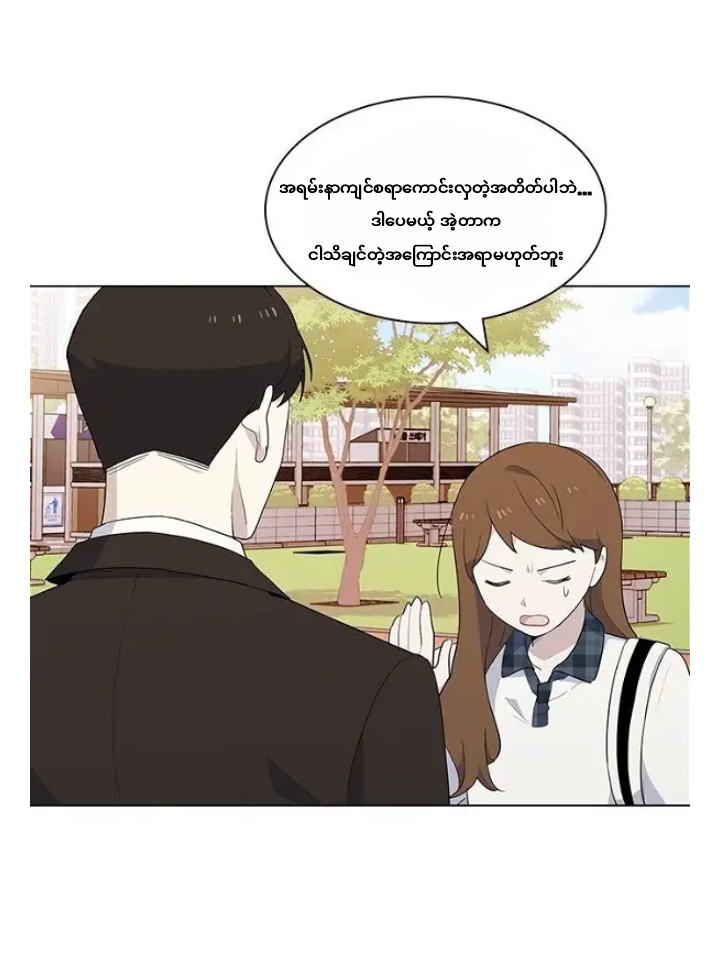 အရမ်းနာကျင်စရာကောင်းလှတဲ့အတိတ်ပါဘဲ...
ဒါပေမယ့် အဲ့တာက
ငါသိချင်တဲ့အကြောင်းအရာမဟုတ်ဘူး